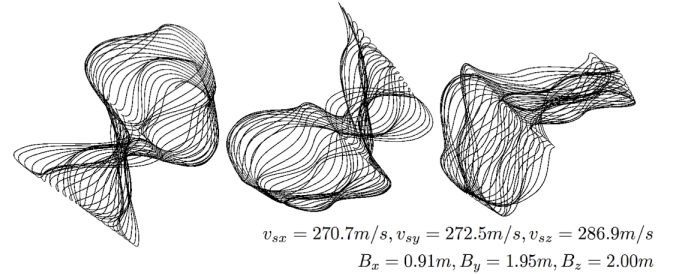 v_{sx} = 270.7m/s, v_{sy} = 272.5m/s, v_{sz} = 286.9m/s
B_x = 0.91m, B_y = 1.95m, B_z = 2.00m